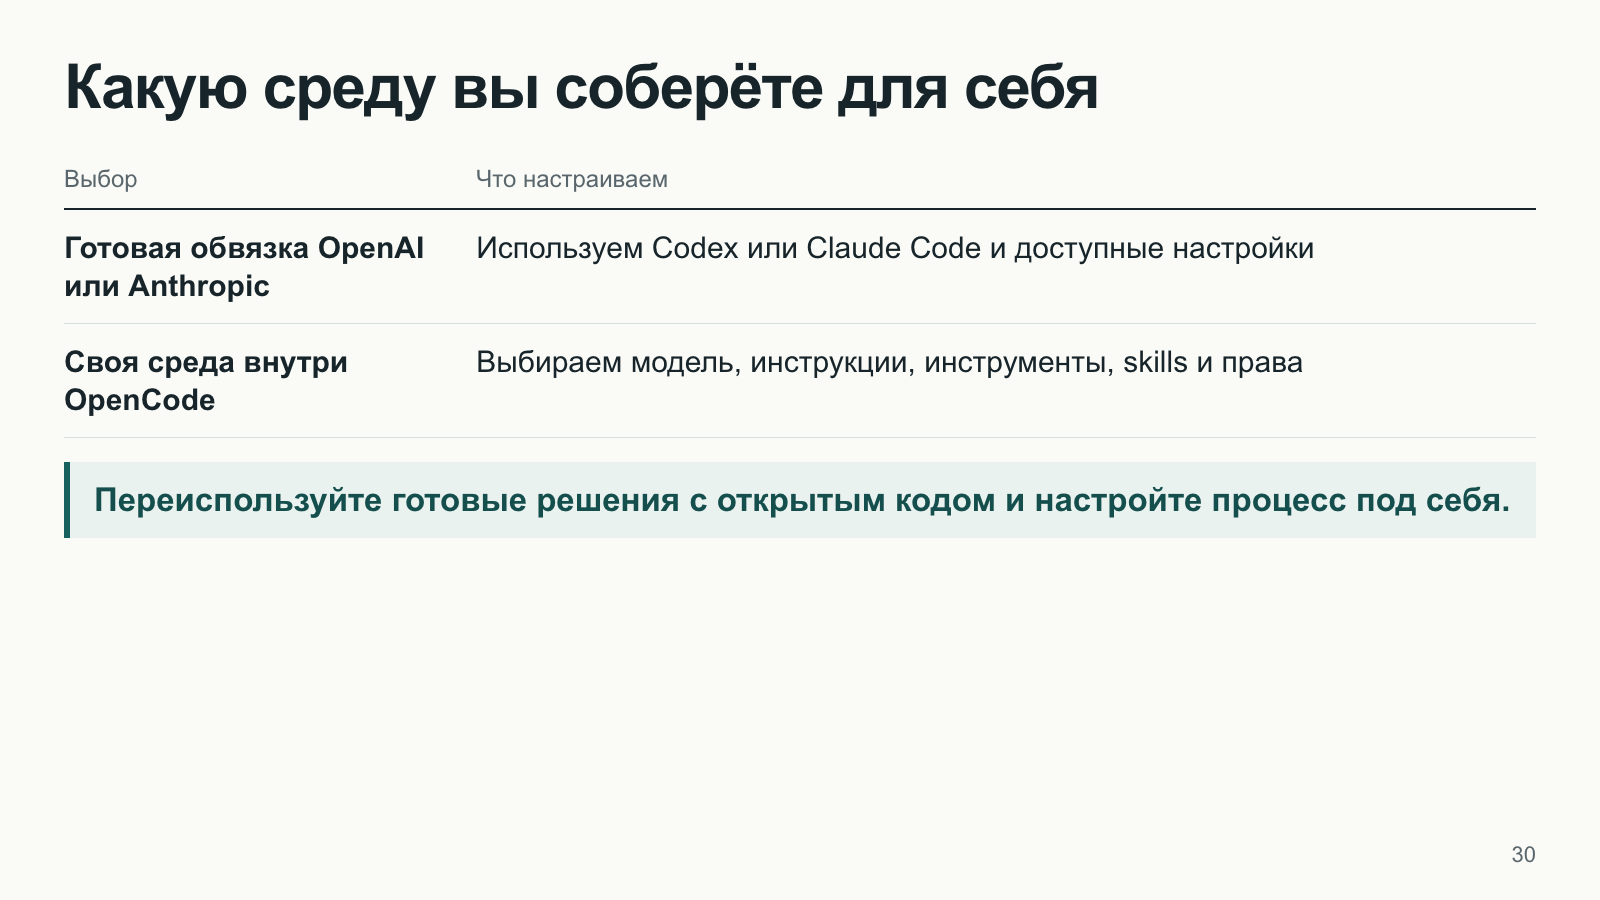 Какую среду вы соберёте для себя
Выбор
Что настраиваем
Готовая обвязка OpenAI
или Anthropic
Используем Codex или Claude Code и доступные настройки
Своя среда внутри
OpenCode
Выбираем модель, инструкции, инструменты, skills и права
Переиспользуйте готовые решения с открытым кодом и настройте процесс под себя.
30